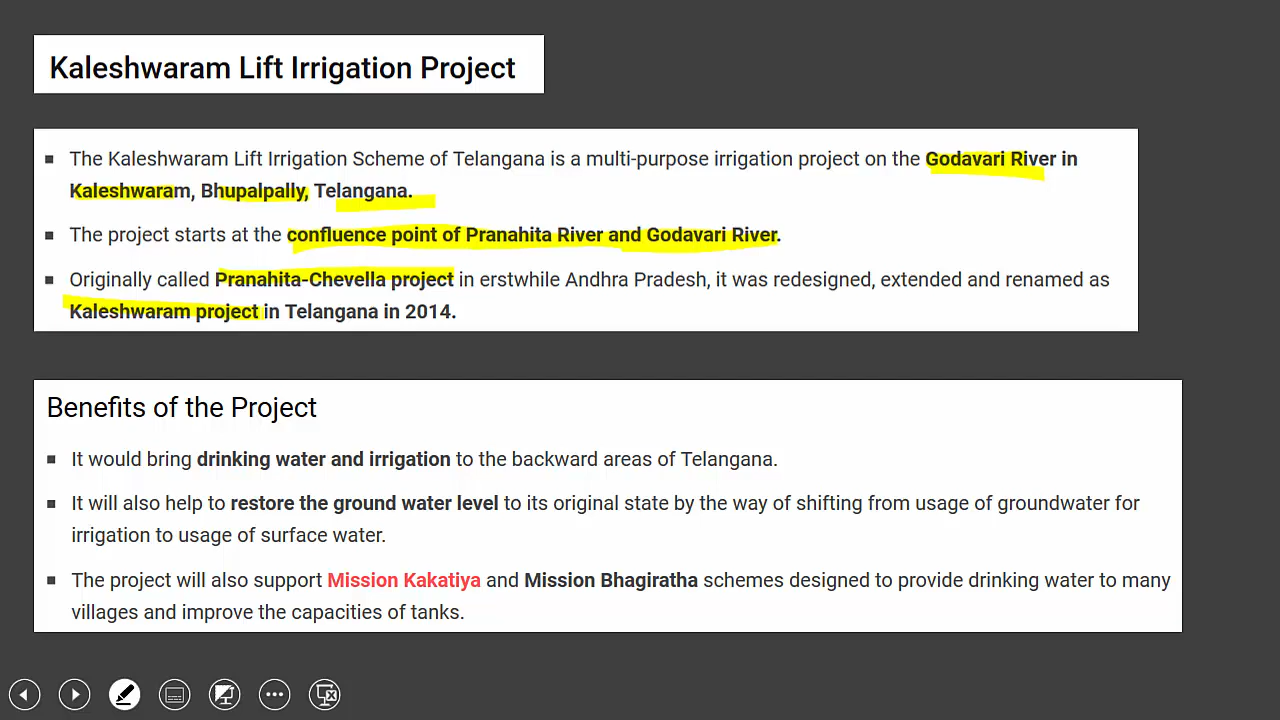 Kaleshwaram Lift Irrigation Project
▪ The Kaleshwaram Lift Irrigation Scheme of Telangana is a multi-purpose irrigation project on the Godavari River in
Kaleshwaram, Bhupalpally, Telangana.
▪ The project starts at the confluence point of Pranahita River and Godavari River.
▪ Originally called Pranahita-Chevella project in erstwhile Andhra Pradesh, it was redesigned, extended and renamed as
Kaleshwaram project in Telangana in 2014.
Benefits of the Project
▪ It would bring drinking water and irrigation to the backward areas of Telangana.
▪ It will also help to restore the ground water level to its original state by the way of shifting from usage of groundwater for
irrigation to usage of surface water.
▪ The project will also support Mission Kakatiya and Mission Bhagiratha schemes designed to provide drinking water to many
villages and improve the capacities of tanks.